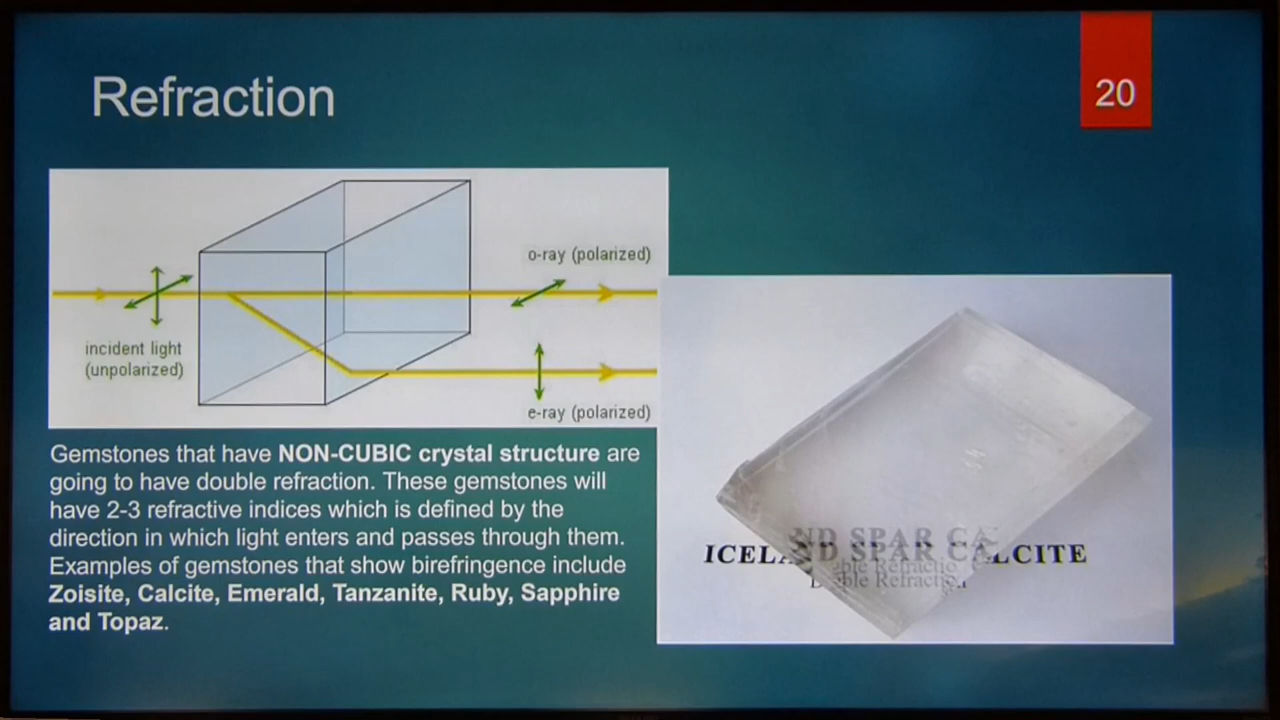 Refraction
20
o-ray (polarized)
incident light
(unpolarized)
e-ray (polarized)
Gemstones that have NON-CUBIC crystal structure are
going to have double refraction. These gemstones will
have 2-3 refractive indices which is defined by the
direction in which light enters and passes through them.
Examples of gemstones that show birefringence include
Zoisite, Calcite, Emerald, Tanzanite, Ruby, Sapphire
and Topaz.
ICELAND SPAR CALCITE
Double Refraction